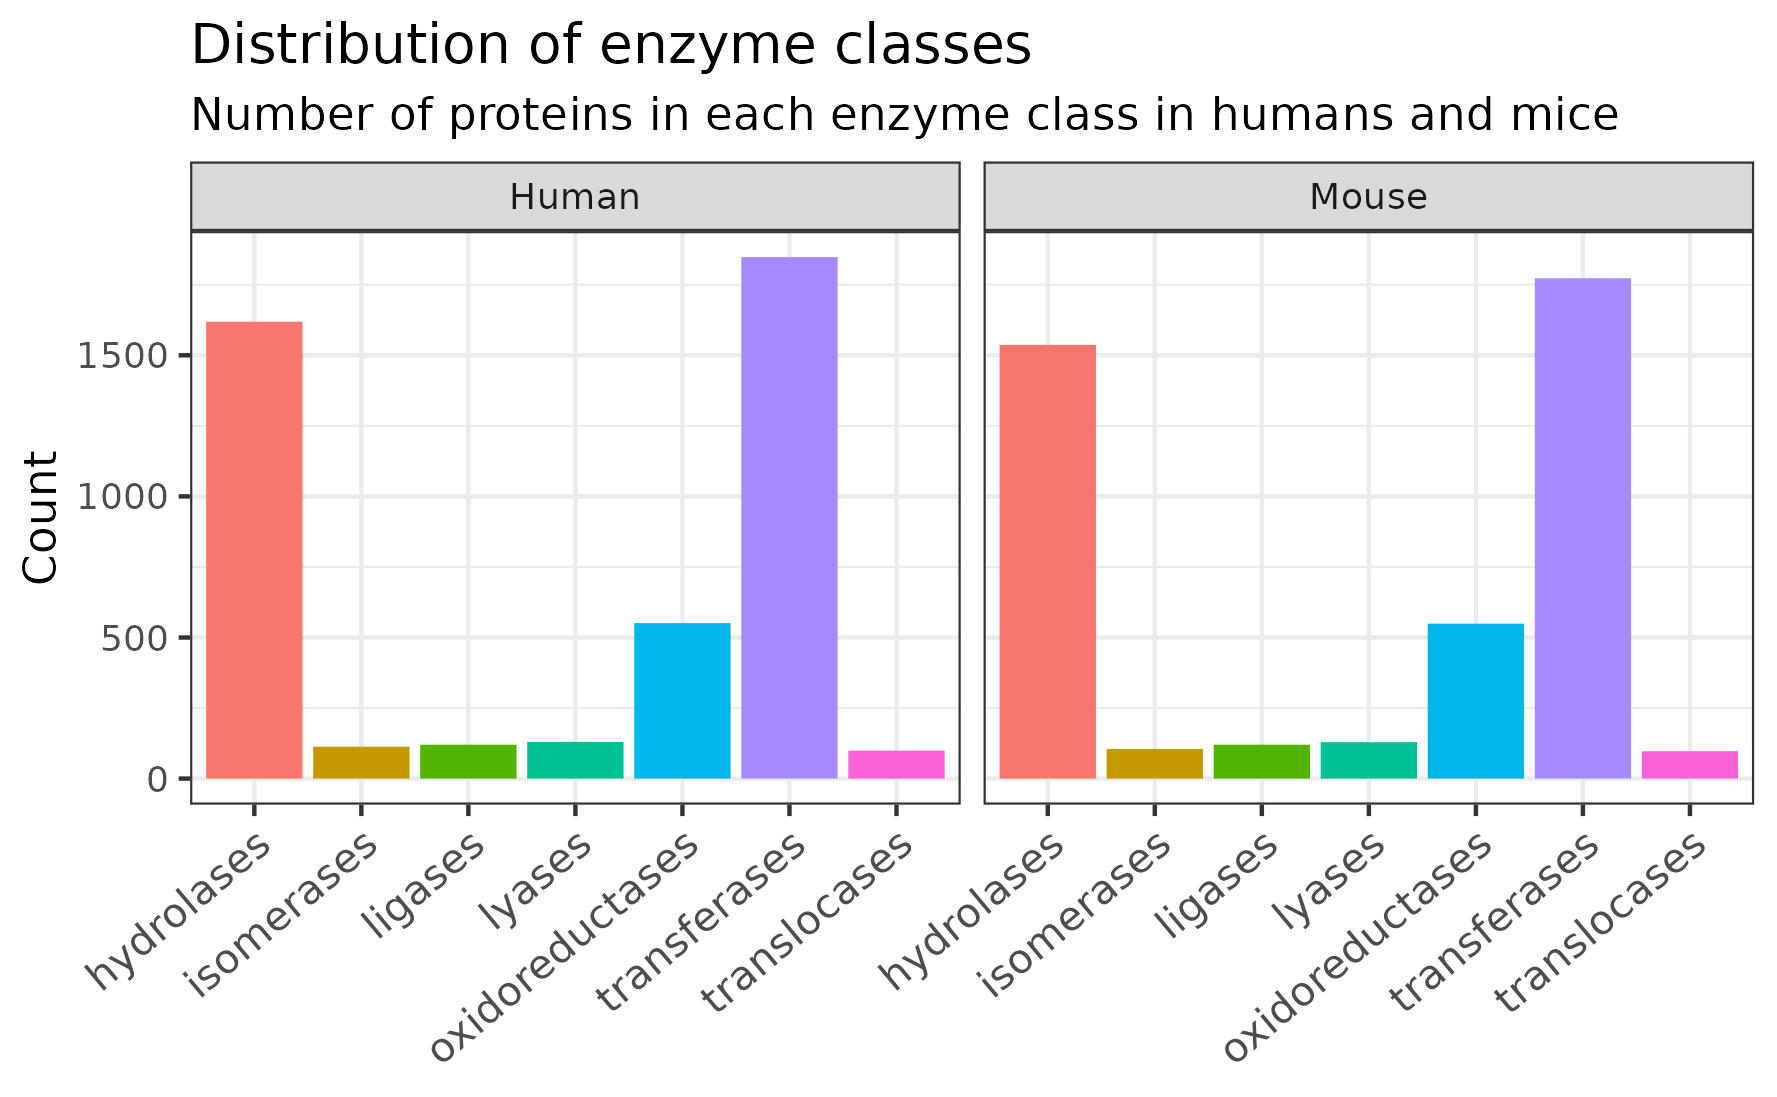 Distribution of enzyme classes
Number of proteins in each enzyme class in humans and mice
Human
Mouse
Count
1500
1000
500
0
hydrolases
isomerases
ligases
lyases
oxidoreductases
transferases
translocases
hydrolases
isomerases
ligases
lyases
oxidoreductases
transferases
translocases